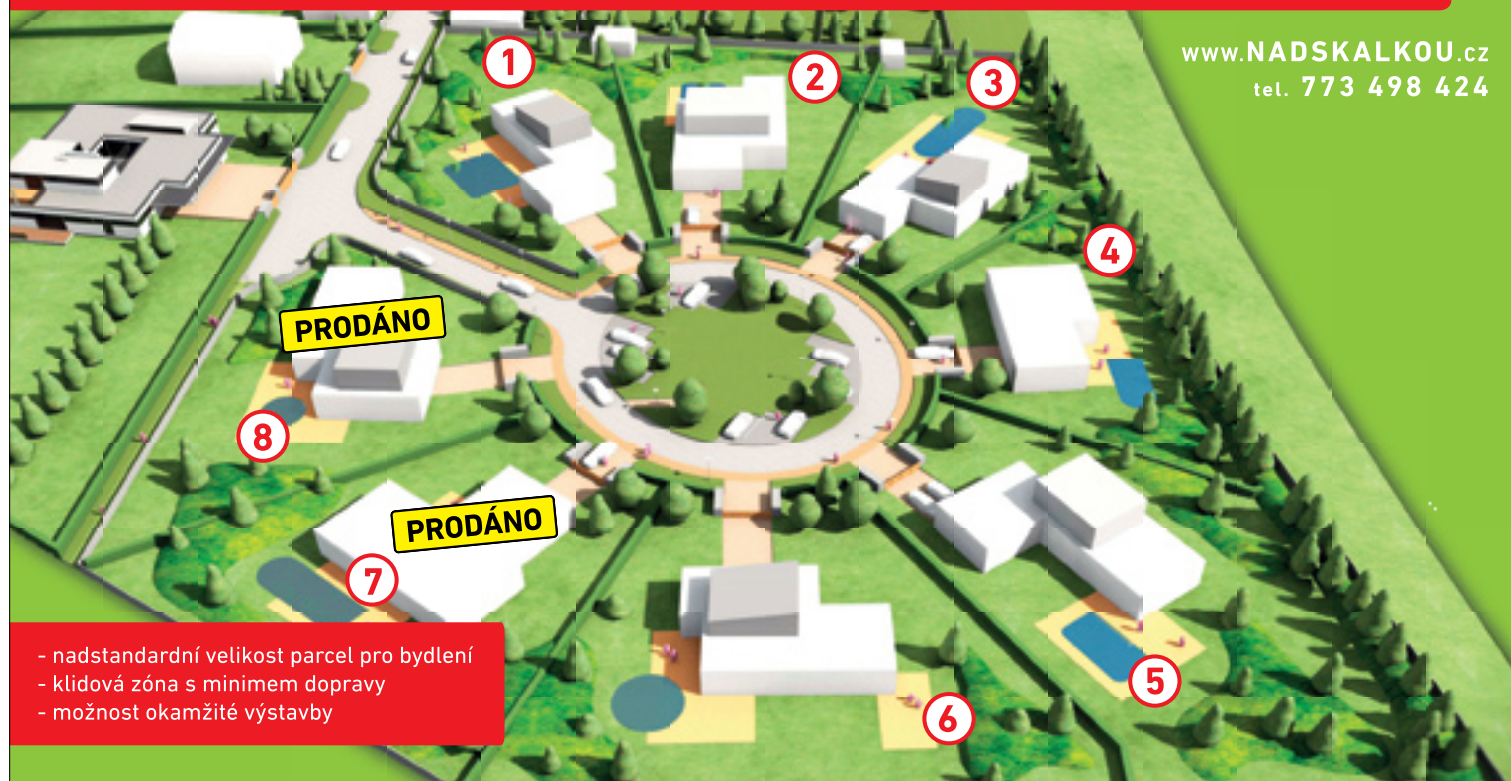 www.NADSKALKOU.cz
tel. 773 498 424
1
2
3
4
PRODÁNO
8
PRODÁNO
7
5
6
- nadstandardní velikost parcel pro bydlení
- klidová zóna s minimem dopravy
- možnost okamžité výstavby